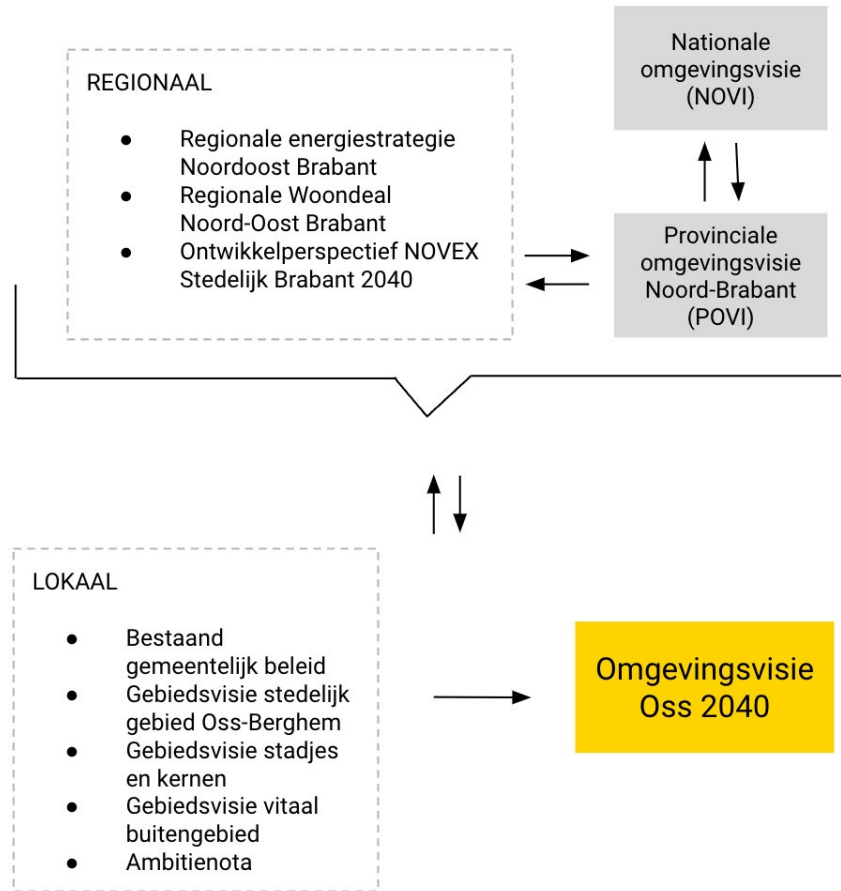 REGIONAAL
● Regionale energiestrategie
Noordoost Brabant
● Regionale Woondeal
Noord-Oost Brabant
● Ontwikkelperspectief NOVEX
Stedelijk Brabant 2040
Nationale
omgevingsvisie
(NOVI)
Provinciale
omgevingsvisie
Noord-Brabant
(POVI)
LOKAAL
● Bestaand
gemeentelijk beleid
● Gebiedsvisie stedelijk
gebied Oss-Berghem
● Gebiedsvisie stadjes
en kernen
● Gebiedsvisie vitaal
buitengebied
● Ambitienota
Omgevingsvisie
Oss 2040